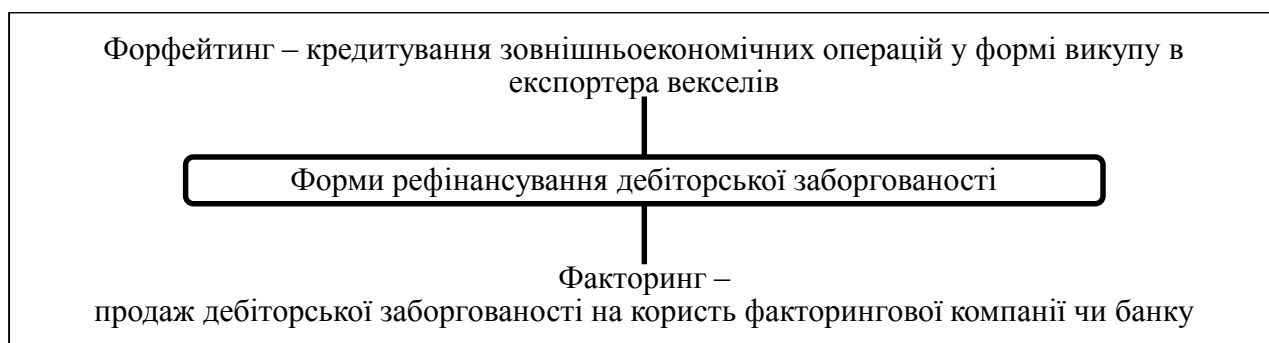 Форфейтинг – кредитування зовнішньоекономічних операцій у формі викупу в
експортера векселів
Форми рефінансування дебіторської заборгованості
Факторинг –
продаж дебіторської заборгованості на користь факторингової компанії чи банку